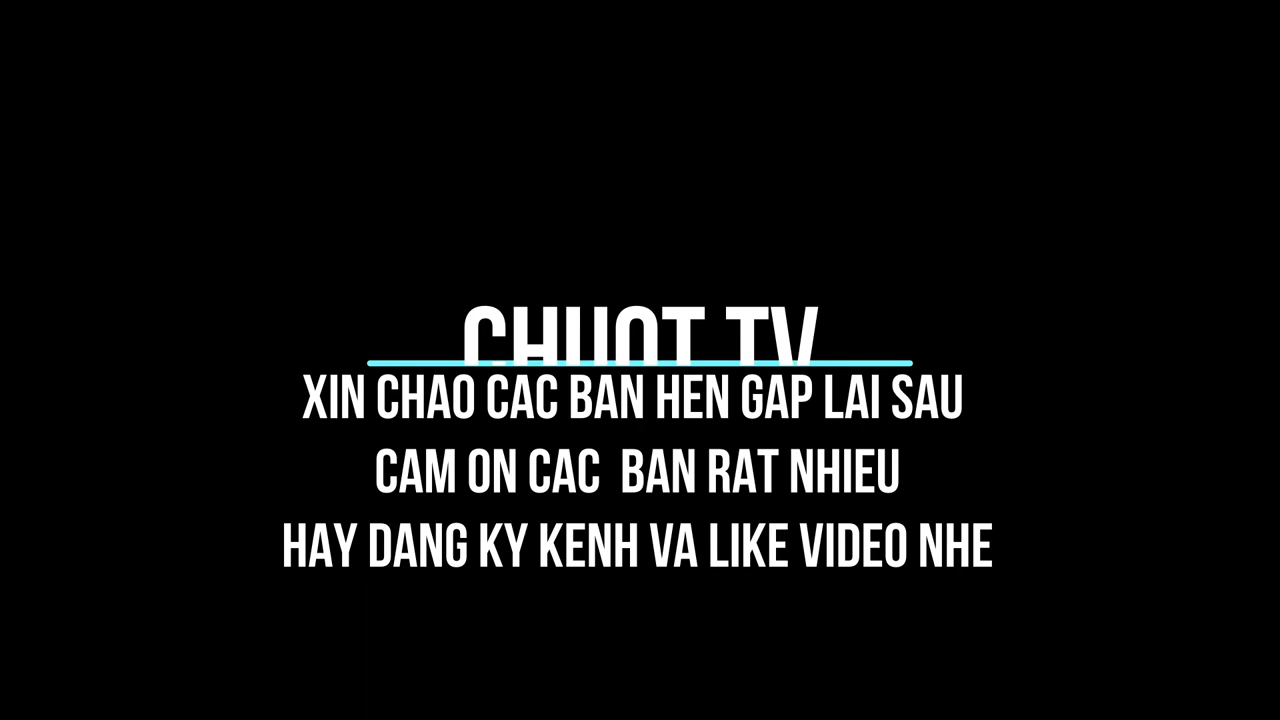 CHUOT TV
XIN CHAO CAC BAN HEN GAP LAI SAU
CAM ON CAC BAN RAT NHIEU
HAY DANG KY KENH VA LIKE VIDEO NHE